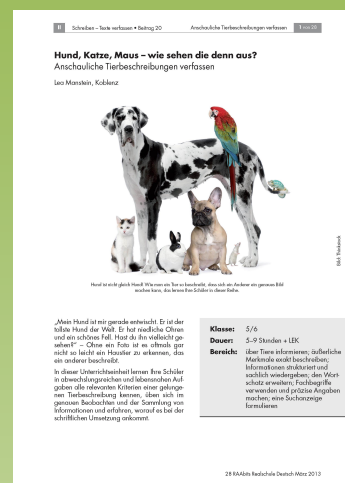 II Schreiben – Texte verfassen • Beitrag 20 Anschauliche Tierbeschreibungen verfassen 1 von 28
Hund, Katze, Maus – wie sehen die denn aus?
Anschauliche Tierbeschreibungen verfassen
Lea Manstein, Koblenz
Bild: Thinkstock
Hund ist nicht gleich Hund! Wie man ein Tier so beschreibt, dass sich ein Anderer ein genaues Bild
machen kann, das lernen Ihre Schüler in dieser Reihe.
„Mein Hund ist mir gerade entwischt. Er ist der
tollste Hund der Welt. Er hat niedliche Ohren
und ein schönes Fell. Hast du ihn vielleicht ge-
sehen?“ – Ohne ein Foto ist es oftmals gar
nicht so leicht ein Haustier zu erkennen, das
ein anderer beschreibt.
In dieser Unterrichtseinheit lernen Ihre Schüler
in abwechslungsreichen und lebensnahen Auf-
gaben alle relevanten Kriterien einer gelunge-
nen Tierbeschreibung kennen, üben sich im
genauen Beobachten und der Sammlung von
Informationen und erfahren, worauf es bei der
schriftlichen Umsetzung ankommt.
Klasse: 5/6
Dauer: 5–9 Stunden + LEK
Bereich: über Tiere informieren; äußerliche
Merkmale exakt beschreiben;
Informationen strukturiert und
sachlich wiedergeben; den Wort-
schatz erweitern; Fachbegriffe
verwenden und präzise Angaben
machen; eine Suchanzeige
formulieren
28 RAAbits Realschule Deutsch März 2013